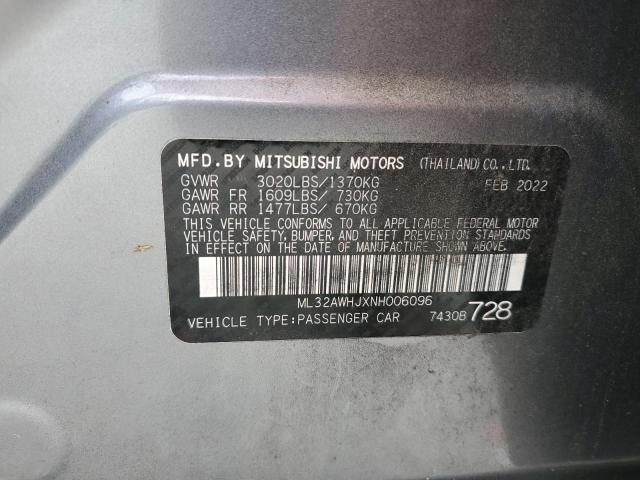 MFD.BY MITSUBISHI MOTORS (THAILAND)CO.,LTD.
GVWR 3020LBS/1370KG FEB 2022
GAWR FR 1609LBS/ 730KG
GAWR RR 1477LBS/ 670KG
THIS VEHICLE CONFORMS TO ALL APPLICABLE FEDERAL MOTOR
VEHICLE SAFETY, BUMPER, AND THEFT PREVENTION STANDARDS
IN EFFECT ON THE DATE OF MANUFACTURE SHOWN ABOVE.
ML32AWHJXNH006096
VEHICLE TYPE:PASSENGER CAR 7430B 728